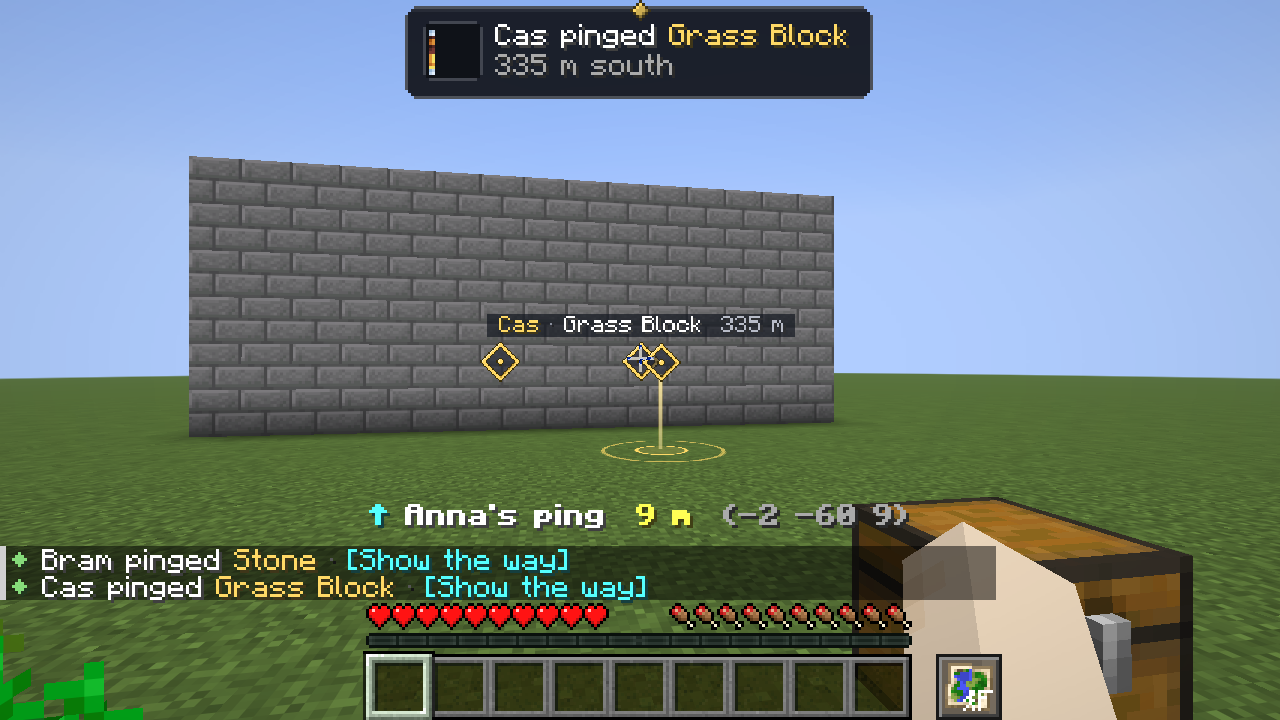 Cas pinged Grass Block
335 m south
Cas · Grass Block 335 m
↑ Anna's ping 9 m (-2 -60 9)
Bram pinged Stone · [Show the way]
Cas pinged Grass Block · [Show the way]